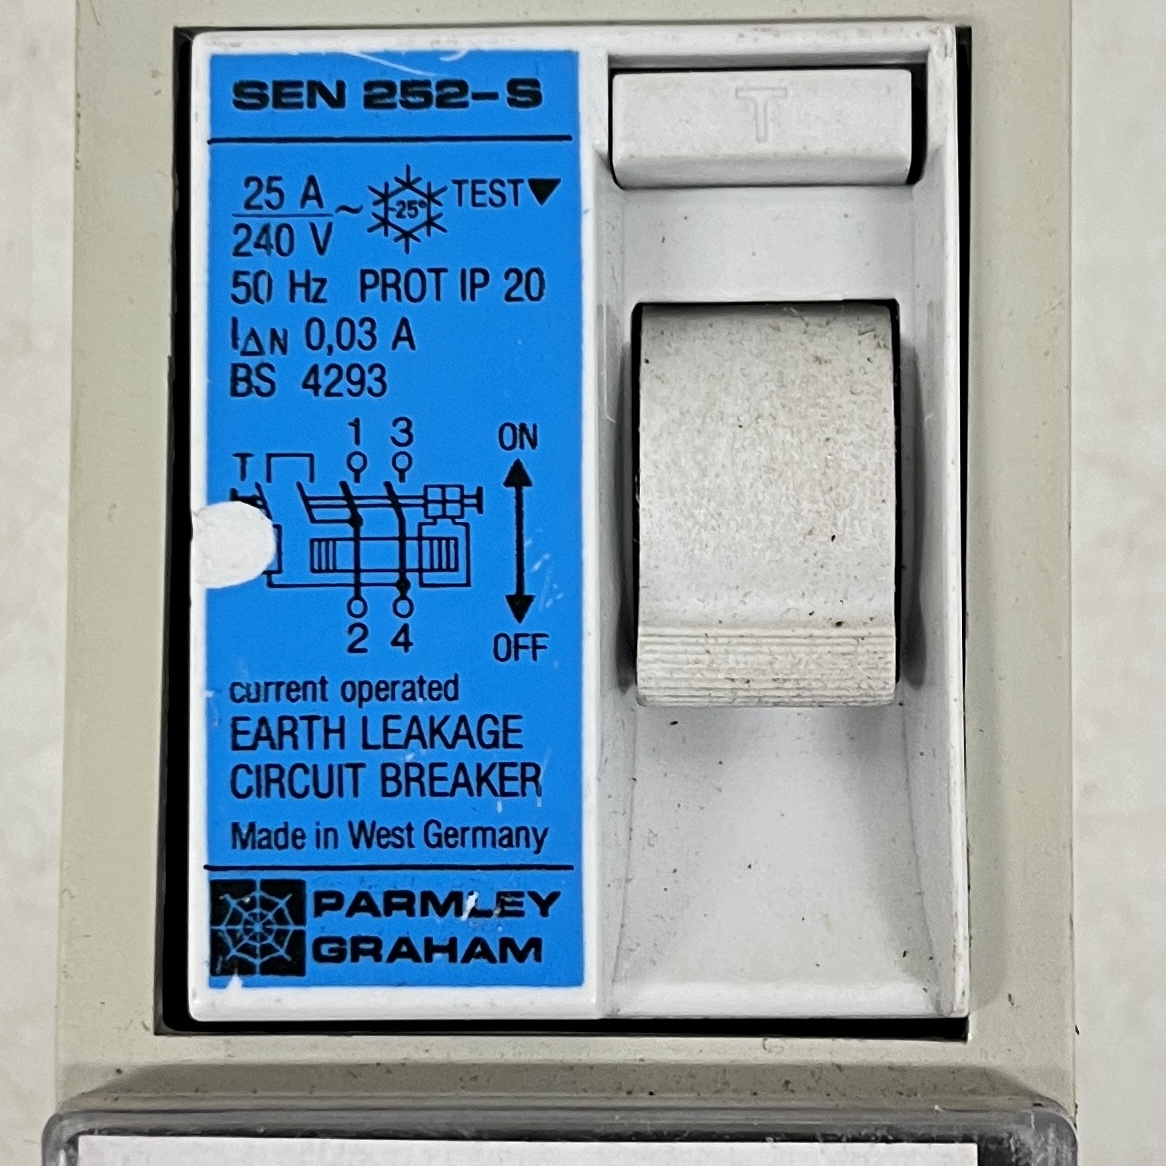 SEN 252-S
T
25 A
240 V
~
-25°
TEST▼
50 Hz PROT IP 20
I∆N 0,03 A
BS 4293
1 3
T
2 4
ON
OFF
current operated
EARTH LEAKAGE
CIRCUIT BREAKER
Made in West Germany
PARMLEY
GRAHAM